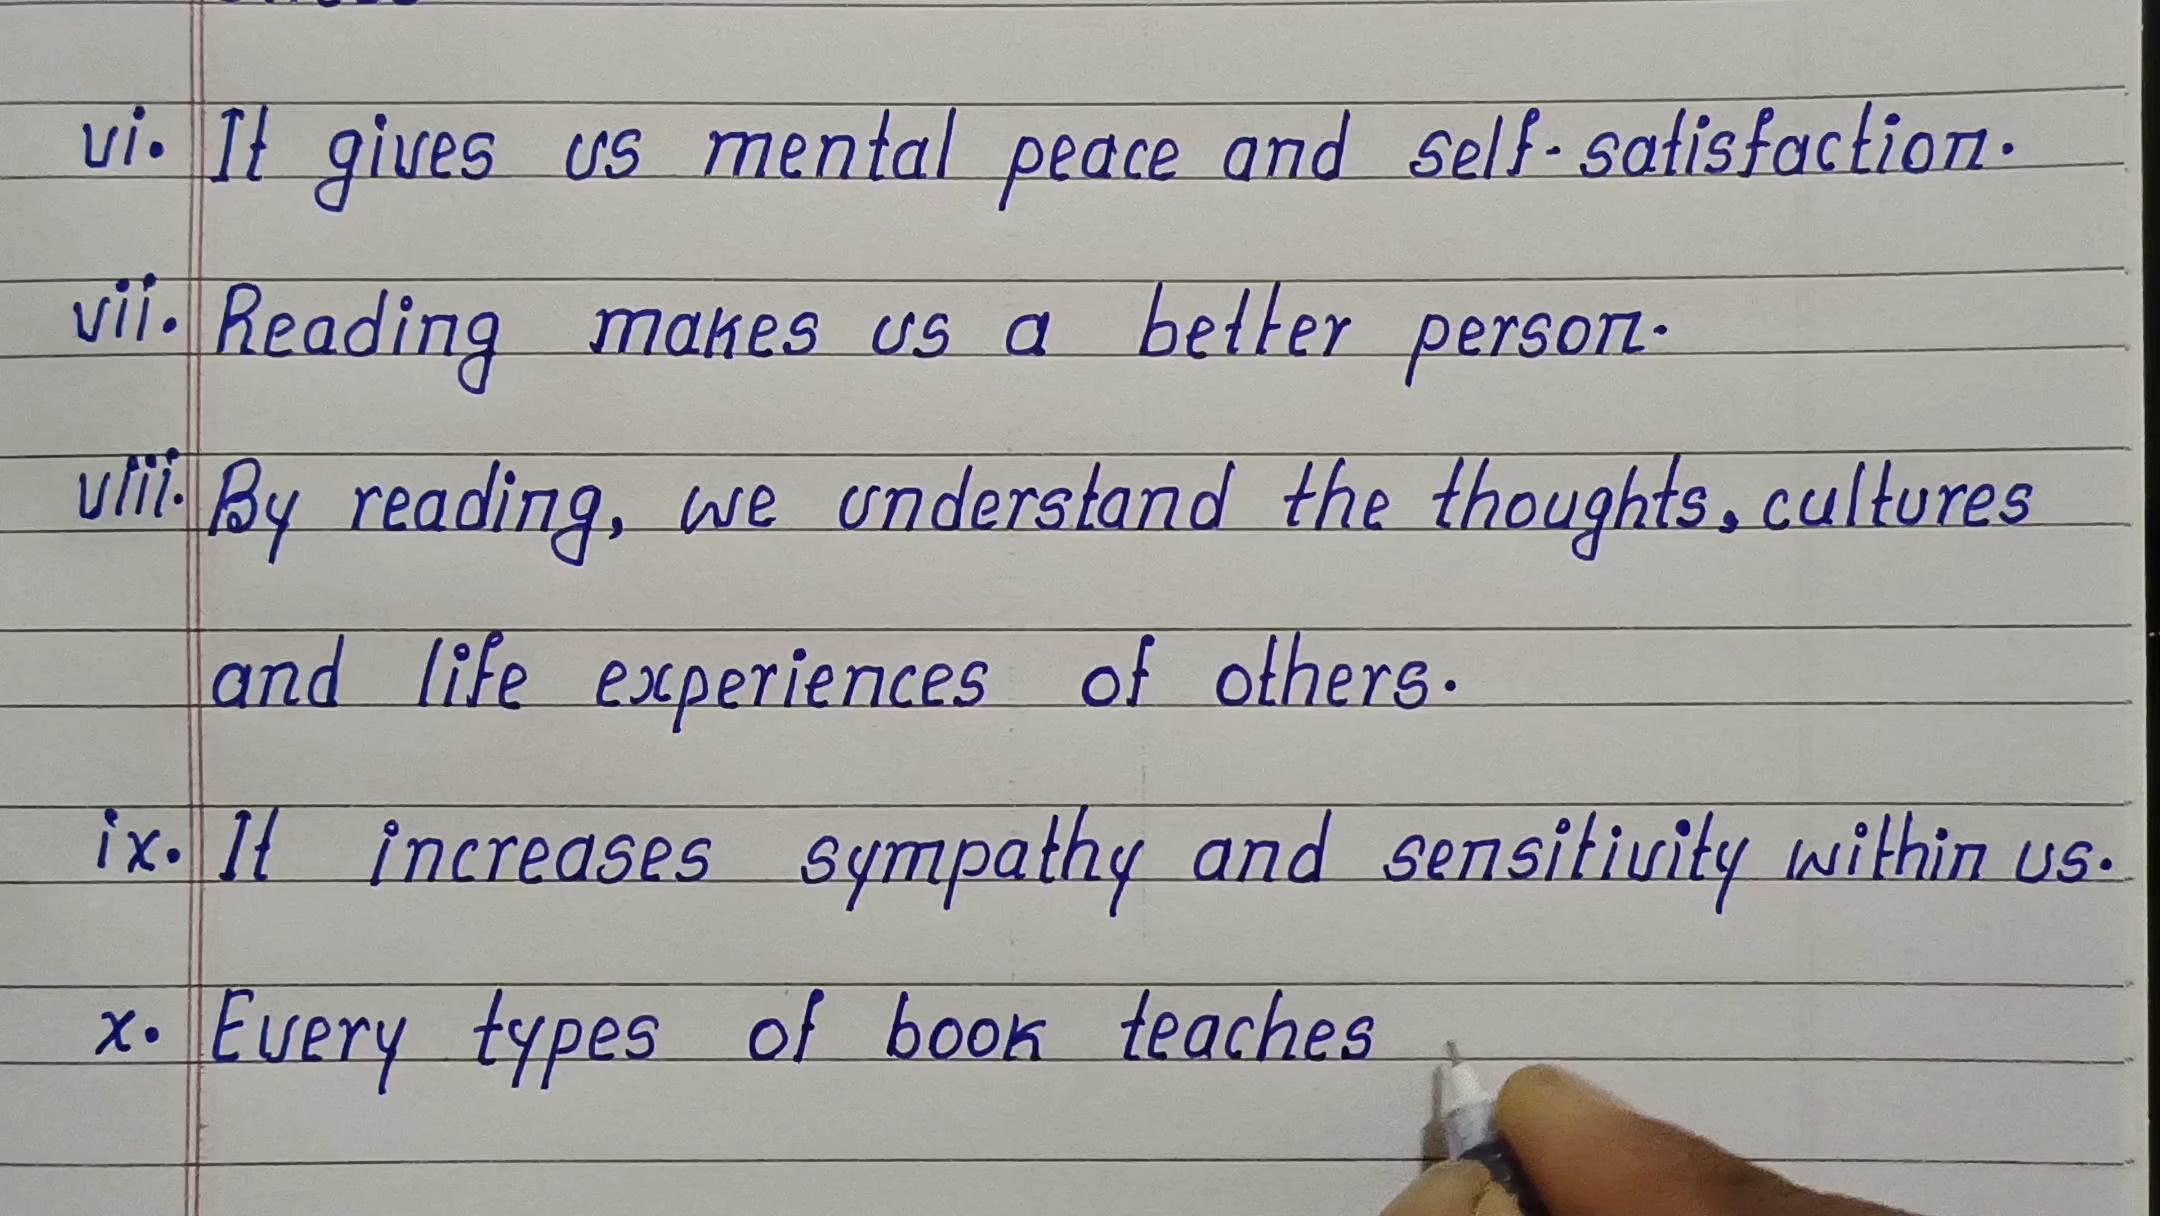 vi. It gives us mental peace and self-satisfaction.
vii. Reading makes us a better person.
viii. By reading, we understand the thoughts, cultures
and life experiences of others.
ix. It increases sympathy and sensitivity within us.
x. Every types of book teaches